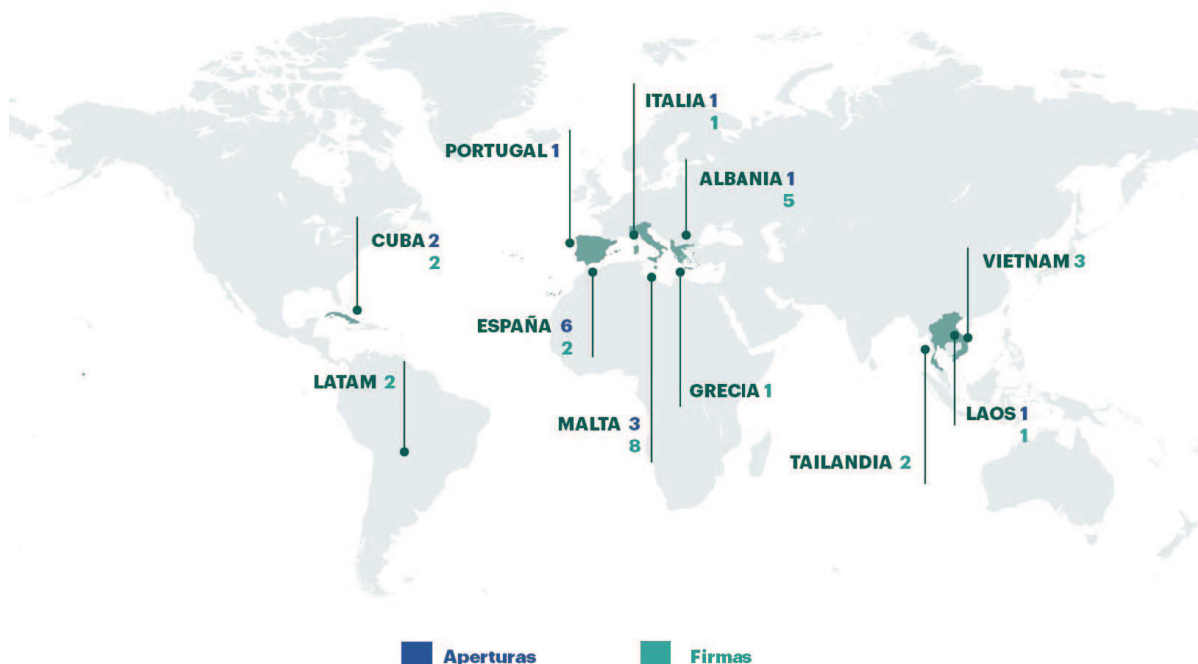 ITALIA 1
1
PORTUGAL 1
ALBANIA 1
5
CUBA 2
2
VIETNAM 3
ESPAÑA 6
2
LATAM 2
GRECIA 1
MALTA 3
8
LAOS 1
1
TAILANDIA 2
Aperturas
Firmas